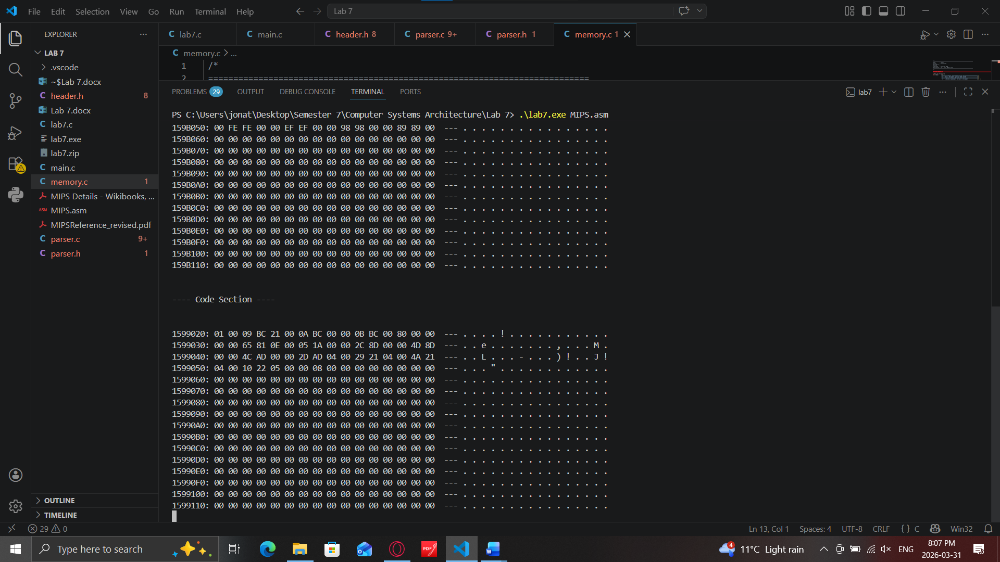 File Edit Selection View Go Run Terminal Help
Lab 7
EXPLORER
LAB 7
.vscode
~$Lab 7.docx
header.h 8
Lab 7.docx
lab7.c
lab7.exe
lab7.zip
main.c
memory.c 1
MIPS Details - Wikibooks, ...
ASM MIPS.asm
MIPSReference_revised.pdf
parser.c 9+
parser.h 1
OUTLINE
TIMELINE
C lab7.c C main.c C header.h 8 C parser.c 9+ C parser.h 1 C memory.c 1
C memory.c > ...
1 /*
2 =================================================================================
PROBLEMS 29 OUTPUT DEBUG CONSOLE TERMINAL PORTS
lab7
PS C:\Users\jonat\Desktop\Semester 7\Computer Systems Architecture\Lab 7> .\lab7.exe MIPS.asm
159B050: 00 FE FE 00 00 EF EF 00 00 98 98 00 00 89 89 00 --- . . . . . . . . . . . . . . . .
159B060: 00 00 00 00 00 00 00 00 00 00 00 00 00 00 00 00 --- . . . . . . . . . . . . . . . .
159B070: 00 00 00 00 00 00 00 00 00 00 00 00 00 00 00 00 --- . . . . . . . . . . . . . . . .
159B080: 00 00 00 00 00 00 00 00 00 00 00 00 00 00 00 00 --- . . . . . . . . . . . . . . . .
159B090: 00 00 00 00 00 00 00 00 00 00 00 00 00 00 00 00 --- . . . . . . . . . . . . . . . .
159B0A0: 00 00 00 00 00 00 00 00 00 00 00 00 00 00 00 00 --- . . . . . . . . . . . . . . . .
159B0B0: 00 00 00 00 00 00 00 00 00 00 00 00 00 00 00 00 --- . . . . . . . . . . . . . . . .
159B0C0: 00 00 00 00 00 00 00 00 00 00 00 00 00 00 00 00 --- . . . . . . . . . . . . . . . .
159B0D0: 00 00 00 00 00 00 00 00 00 00 00 00 00 00 00 00 --- . . . . . . . . . . . . . . . .
159B0E0: 00 00 00 00 00 00 00 00 00 00 00 00 00 00 00 00 --- . . . . . . . . . . . . . . . .
159B0F0: 00 00 00 00 00 00 00 00 00 00 00 00 00 00 00 00 --- . . . . . . . . . . . . . . . .
159B100: 00 00 00 00 00 00 00 00 00 00 00 00 00 00 00 00 --- . . . . . . . . . . . . . . . .
159B110: 00 00 00 00 00 00 00 00 00 00 00 00 00 00 00 00 --- . . . . . . . . . . . . . . . .
---- Code Section ----
1599020: 01 00 09 BC 21 00 0A BC 00 00 0B BC 00 80 00 00 --- . . . . ! . . . . . . . . . . .
1599030: 00 00 65 81 0E 00 05 1A 00 00 2C 8D 00 00 4D 8D --- . . e . . . . . . . , . . . M .
1599040: 00 00 4C AD 00 00 2D AD 04 00 29 21 04 00 4A 21 --- . . L . . . - . . . ) ! . . J !
1599050: 04 00 10 22 05 00 00 08 00 00 00 00 00 00 00 00 --- . . . " . . . . . . . . . . . .
1599060: 00 00 00 00 00 00 00 00 00 00 00 00 00 00 00 00 --- . . . . . . . . . . . . . . . .
1599070: 00 00 00 00 00 00 00 00 00 00 00 00 00 00 00 00 --- . . . . . . . . . . . . . . . .
1599080: 00 00 00 00 00 00 00 00 00 00 00 00 00 00 00 00 --- . . . . . . . . . . . . . . . .
1599090: 00 00 00 00 00 00 00 00 00 00 00 00 00 00 00 00 --- . . . . . . . . . . . . . . . .
15990A0: 00 00 00 00 00 00 00 00 00 00 00 00 00 00 00 00 --- . . . . . . . . . . . . . . . .
15990B0: 00 00 00 00 00 00 00 00 00 00 00 00 00 00 00 00 --- . . . . . . . . . . . . . . . .
15990C0: 00 00 00 00 00 00 00 00 00 00 00 00 00 00 00 00 --- . . . . . . . . . . . . . . . .
15990D0: 00 00 00 00 00 00 00 00 00 00 00 00 00 00 00 00 --- . . . . . . . . . . . . . . . .
15990E0: 00 00 00 00 00 00 00 00 00 00 00 00 00 00 00 00 --- . . . . . . . . . . . . . . . .
15990F0: 00 00 00 00 00 00 00 00 00 00 00 00 00 00 00 00 --- . . . . . . . . . . . . . . . .
1599100: 00 00 00 00 00 00 00 00 00 00 00 00 00 00 00 00 --- . . . . . . . . . . . . . . . .
1599110: 00 00 00 00 00 00 00 00 00 00 00 00 00 00 00 00 --- . . . . . . . . . . . . . . . .
29 0 Ln 13, Col 1 Spaces: 4 UTF-8 CRLF {} C Win32
Type here to search
4 11°C Light rain ENG
8:07 PM
2026-03-31